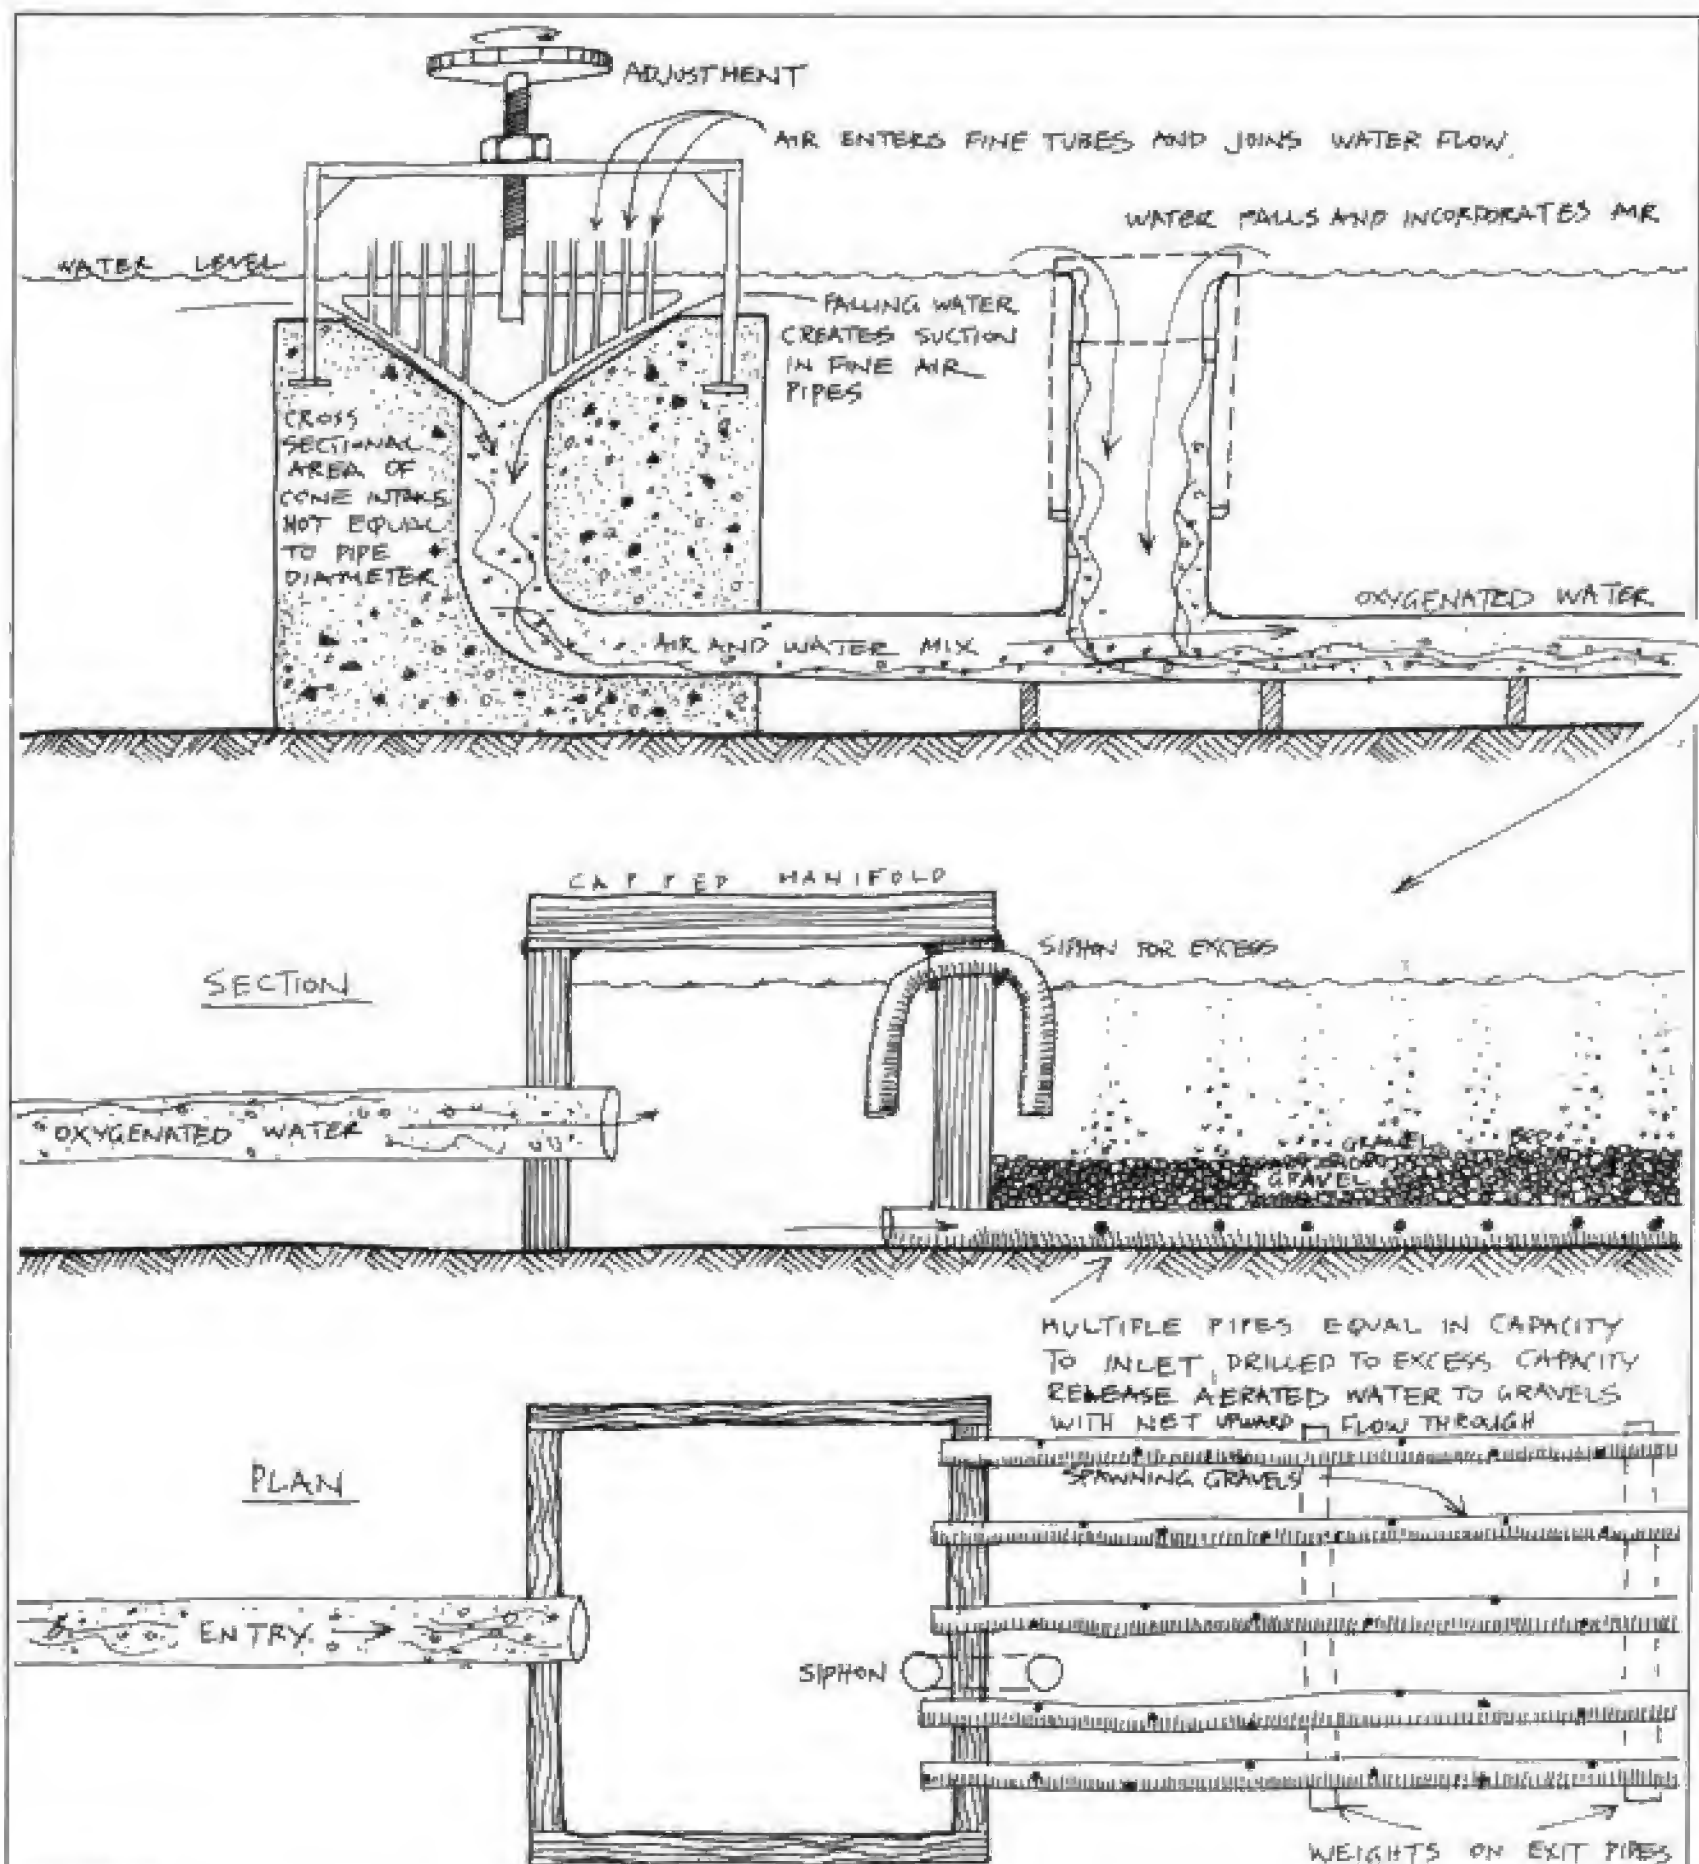 ADJUSTMENT
AIR ENTERS FINE TUBES AND JOINS WATER FLOW.
WATER FALLS AND INCORPORATES AIR
WATER LEVEL
FALLING WATER
CREATES SUCTION
IN FINE AIR
PIPES
CROSS
SECTIONAL
AREA OF
CONE INTAKE
NOT EQUAL
TO PIPE
DIAMETER
OXYGENATED WATER
AIR AND WATER MIX
CAPPED MANIFOLD
SIPHON FOR EXCESS
SECTION
OXYGENATED WATER
GRAVEL BED
GRAVEL
MULTIPLE PIPES EQUAL IN CAPACITY
TO INLET, DRILLED TO EXCESS CAPACITY
RELEASE AERATED WATER TO GRAVELS
WITH NET UPWARD FLOW THROUGH
SPAWNING GRAVELS
PLAN
ENTRY.
SIPHON
WEIGHTS ON EXIT PIPES